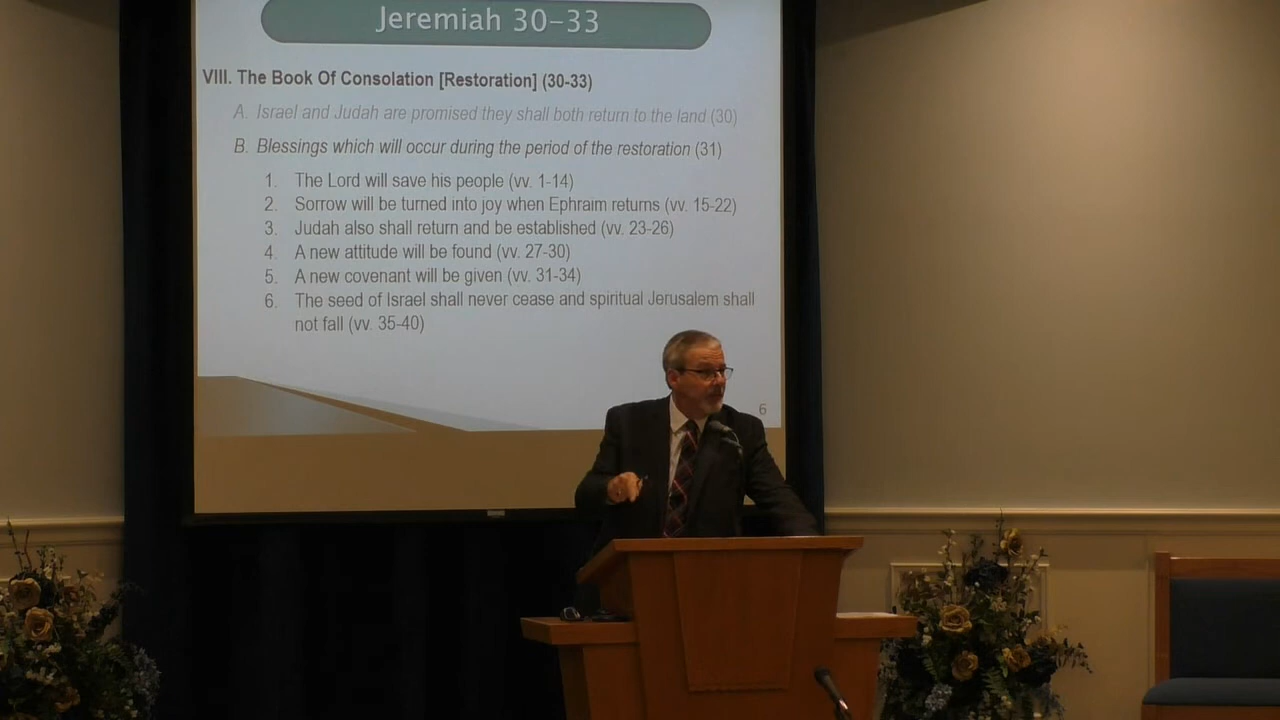 Jeremiah 30-33
VIII. The Book Of Consolation [Restoration] (30-33)
A. Israel and Judah are promised they shall both return to the land (30)
B. Blessings which will occur during the period of the restoration (31)
1. The Lord will save his people (vv. 1-14)
2. Sorrow will be turned into joy when Ephraim returns (vv. 15-22)
3. Judah also shall return and be established (vv. 23-26)
4. A new attitude will be found (vv. 27-30)
5. A new covenant will be given (vv. 31-34)
6. The seed of Israel shall never cease and spiritual Jerusalem shall
not fall (vv. 35-40)
6